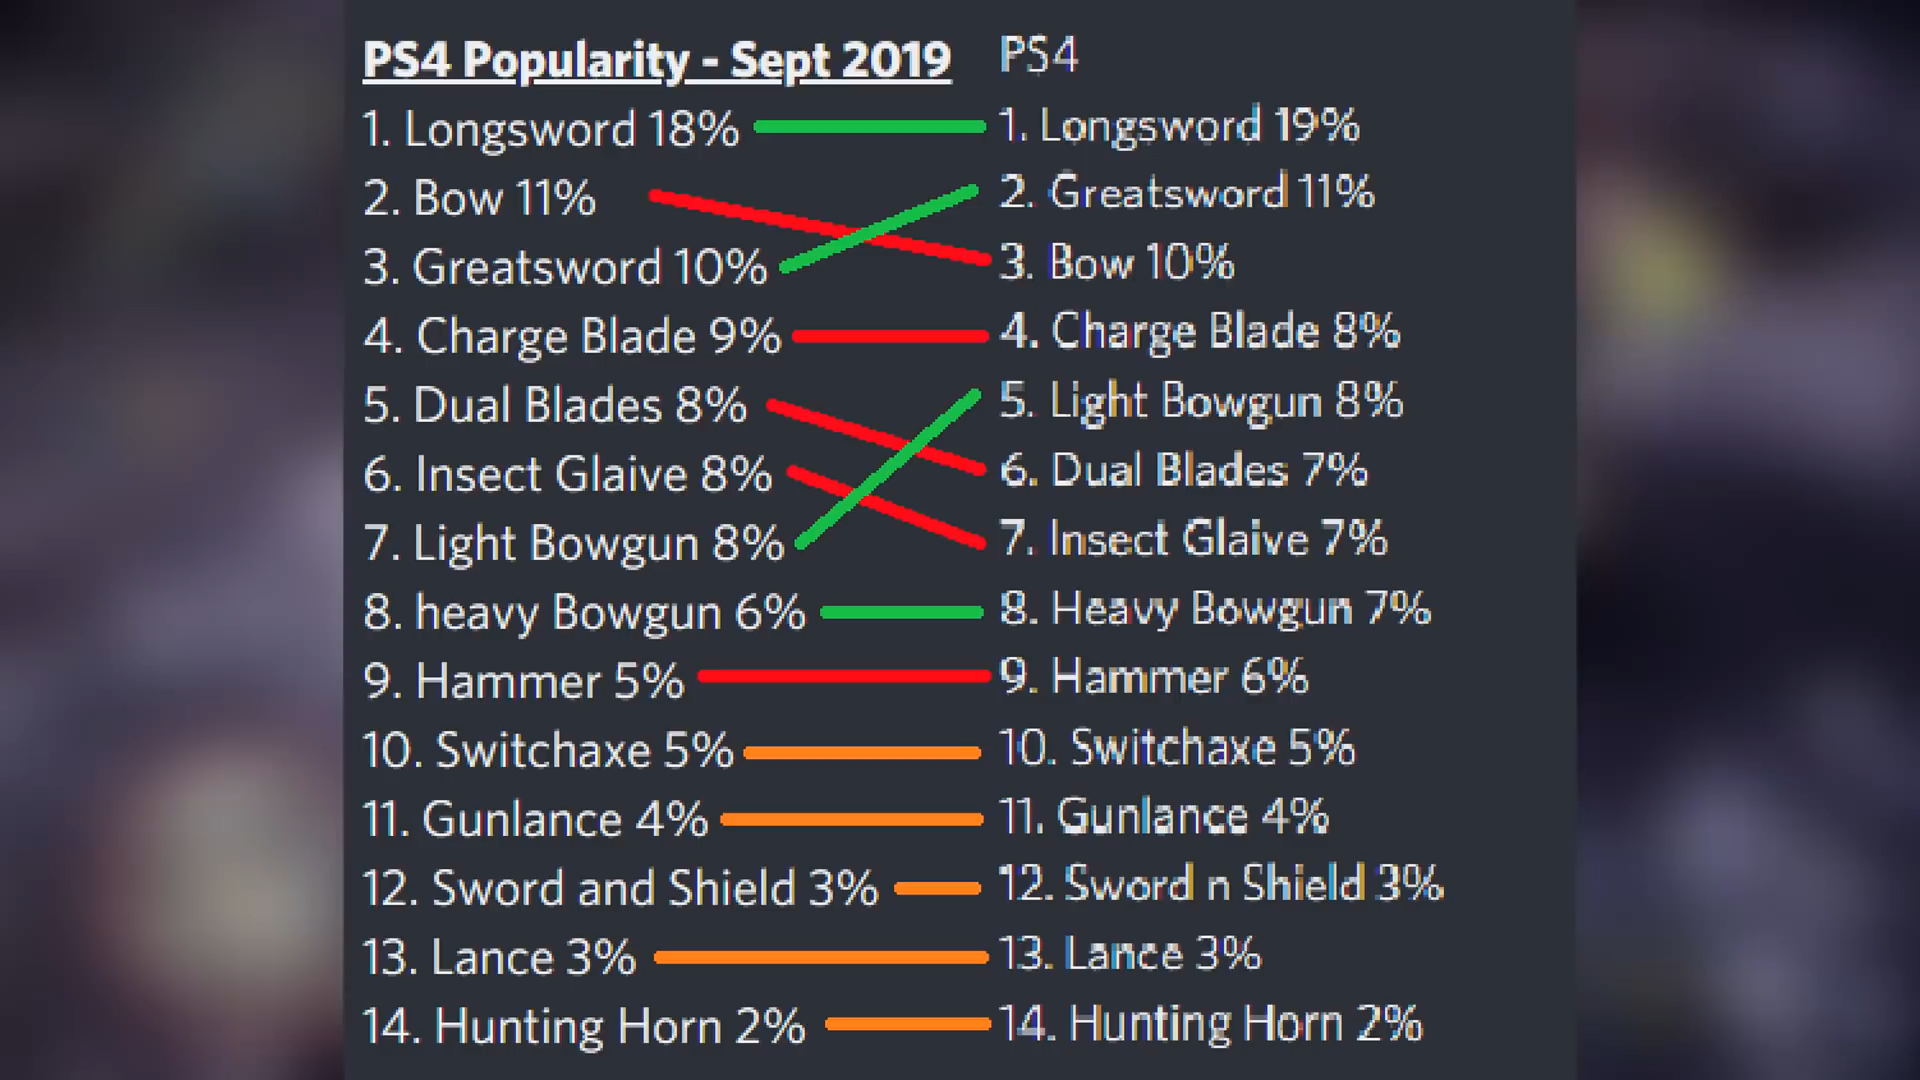 PS4 Popularity - Sept 2019
1. Longsword 18%
2. Bow 11%
3. Greatsword 10%
4. Charge Blade 9%
5. Dual Blades 8%
6. Insect Glaive 8%
7. Light Bowgun 8%
8. heavy Bowgun 6%
9. Hammer 5%
10. Switchaxe 5%
11. Gunlance 4%
12. Sword and Shield 3%
13. Lance 3%
14. Hunting Horn 2%
PS4
1. Longsword 19%
2. Greatsword 11%
3. Bow 10%
4. Charge Blade 8%
5. Light Bowgun 8%
6. Dual Blades 7%
7. Insect Glaive 7%
8. Heavy Bowgun 7%
9. Hammer 6%
10. Switchaxe 5%
11. Gunlance 4%
12. Sword n Shield 3%
13. Lance 3%
14. Hunting Horn 2%